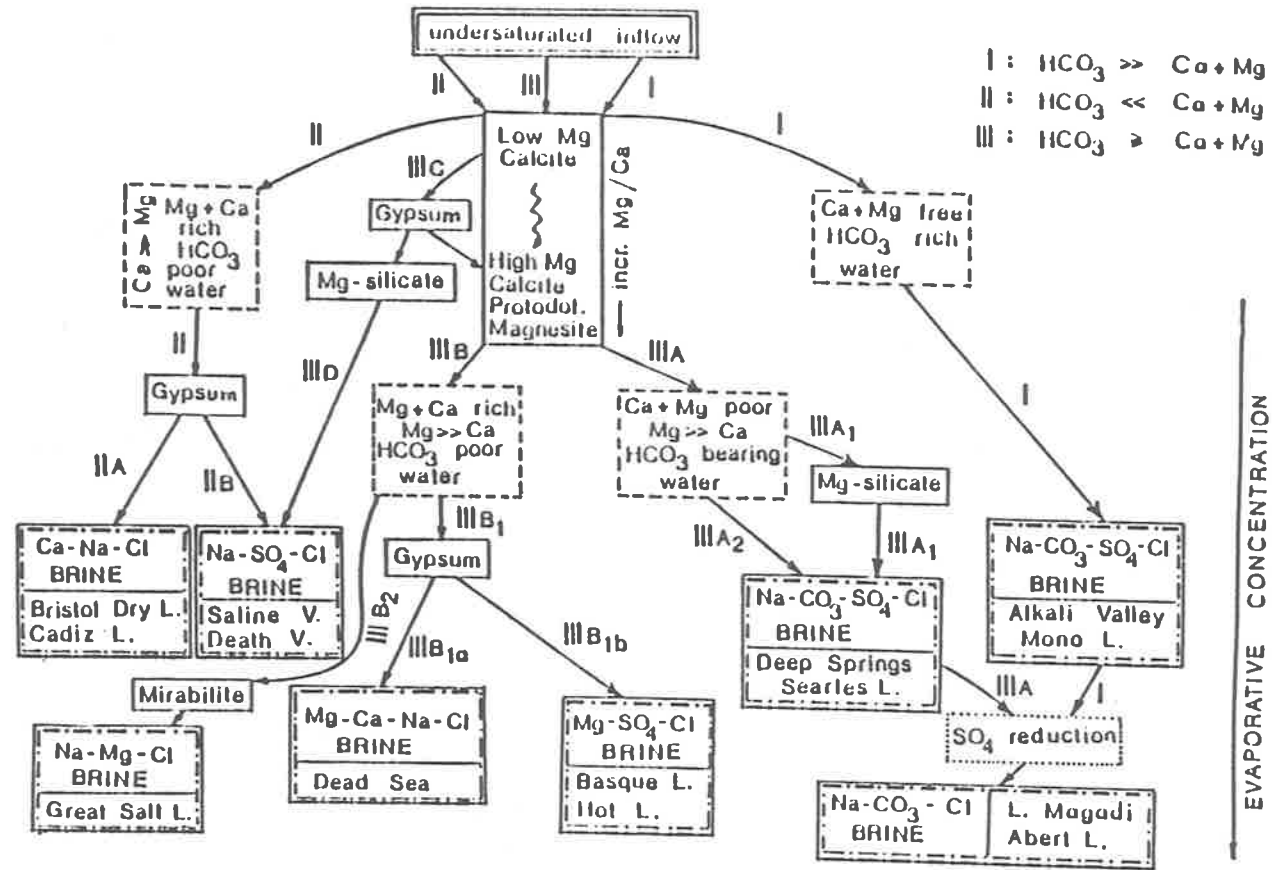 undersaturated inflow
I : HCO3 >> Ca + Mg
II : HCO3 << Ca + Mg
III : HCO3 ⩾ Ca + Mg
II
III
I
II
I
Low Mg
Calcite
High Mg
Calcite
Protodol.
Magnesite
incr. Mg/Ca
IIIC
Gypsum
Mg-silicate
Ca >> Mg
Mg + Ca
rich
HCO3
poor
water
Ca + Mg free
HCO3 rich
water
II
Gypsum
IIID
IIIB
IIIA
I
Mg + Ca rich
Mg >> Ca
HCO3 poor
water
Ca + Mg poor
Mg >> Ca
HCO3 bearing
water
IIIA1
Mg-silicate
IIA
IIB
IIIB1
Gypsum
IIIA2
IIIA1
Ca-Na-Cl
BRINE
Bristol Dry L.
Cadiz L.
Na-SO4-Cl
BRINE
Saline V.
Death V.
Na-CO3-SO4-Cl
BRINE
Deep Springs
Searles L.
Na-CO3-SO4-Cl
BRINE
Alkali Valley
Mono L.
IIIB2
IIIB1a
IIIB1b
Mirabilite
Na-Mg-Cl
BRINE
Great Salt L.
Mg-Ca-Na-Cl
BRINE
Dead Sea
Mg-SO4-Cl
BRINE
Basque L.
Hot L.
IIIA
I
SO4 reduction
Na-CO3-Cl
BRINE
L. Magadi
Abert L.
EVAPORATIVE CONCENTRATION